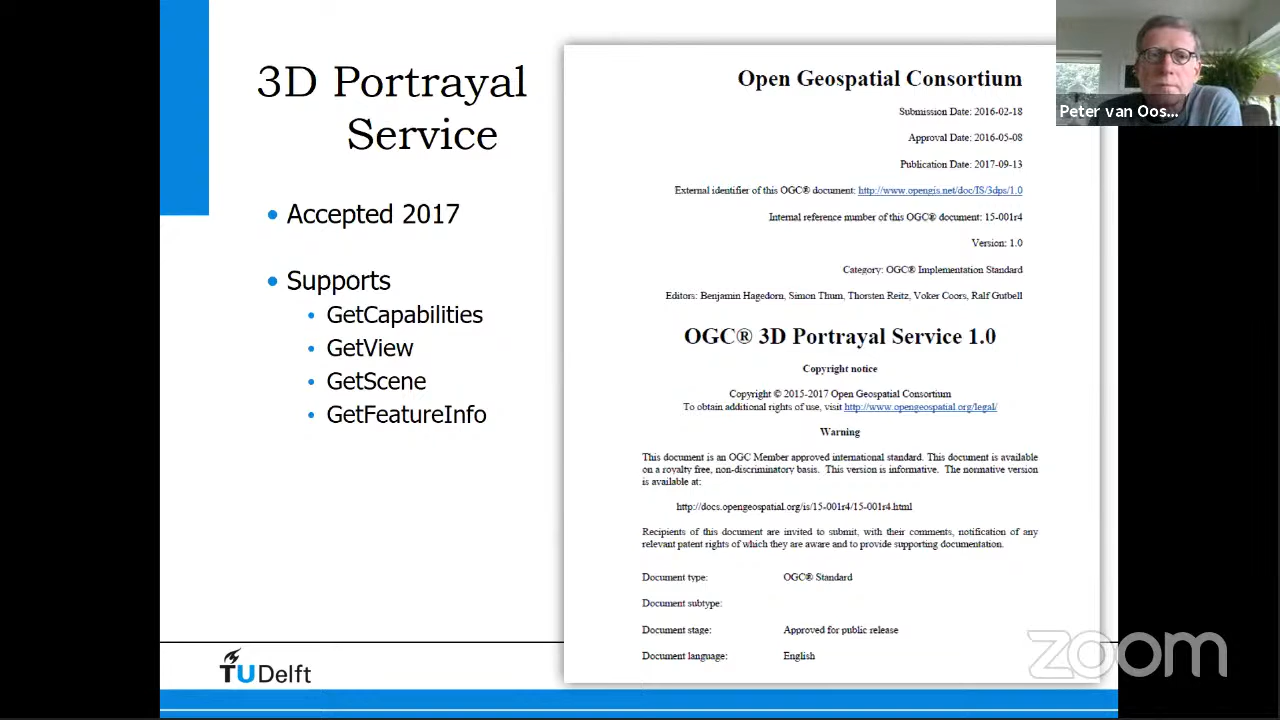 3D Portrayal
Service
• Accepted 2017
• Supports
• GetCapabilities
• GetView
• GetScene
• GetFeatureInfo
TUDelft
Open Geospatial Consortium
Submission Date: 2016-02-18
Approval Date: 2016-05-08
Publication Date: 2017-09-13
External identifier of this OGC® document: http://www.opengis.net/doc/IS/3dps/1.0
Internal reference number of this OGC® document: 15-001r4
Version: 1.0
Category: OGC® Implementation Standard
Editors: Benjamin Hagedorn, Simon Thum, Thorsten Reitz, Voker Coors, Ralf Gutbell
OGC® 3D Portrayal Service 1.0
Copyright notice
Copyright © 2015-2017 Open Geospatial Consortium
To obtain additional rights of use, visit http://www.opengeospatial.org/legal/
Warning
This document is an OGC Member approved international standard. This document is available
on a royalty free, non-discriminatory basis. This version is informative. The normative version
is available at:
http://docs.opengeospatial.org/is/15-001r4/15-001r4.html
Recipients of this document are invited to submit, with their comments, notification of any
relevant patent rights of which they are aware and to provide supporting documentation.
Document type: OGC® Standard
Document subtype:
Document stage: Approved for public release
Document language: English
Peter van Oos...
zoom